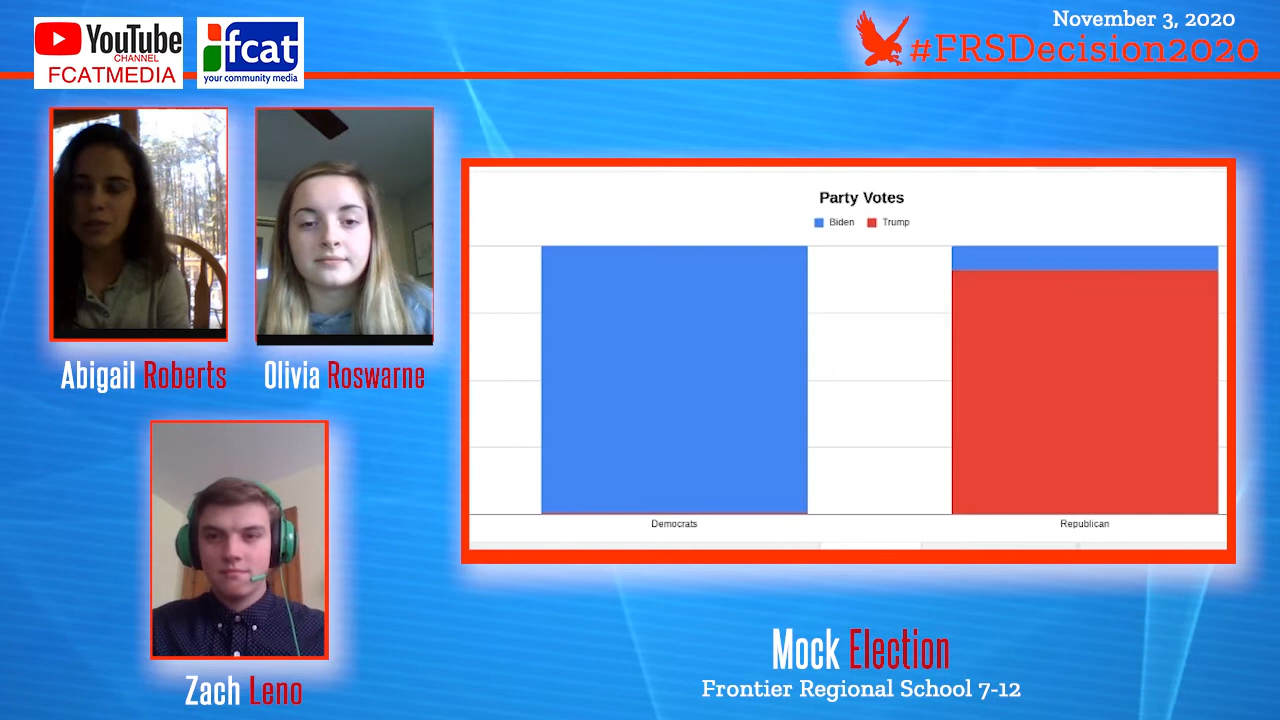 YouTube
CHANNEL
FCATMEDIA
fcat
your community media
November 3, 2020
#FRSDecision2020
Abigail Roberts
Olivia Roswarne
Zach Leno
Party Votes
Biden Trump
Democrats Republican
Mock Election
Frontier Regional School 7-12